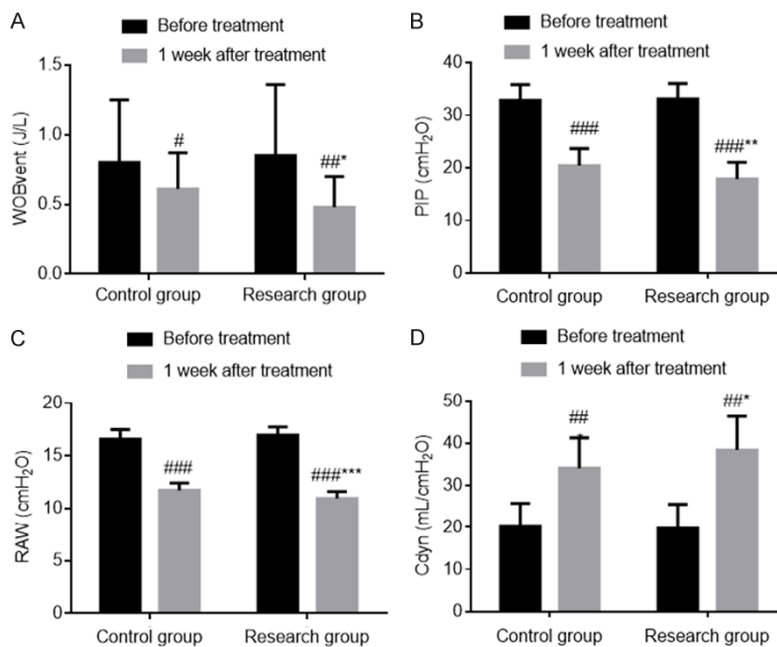 A
Before treatment
1 week after treatment
WOBvent (J/L)
1.5
1.0
0.5
0.0
#
##*
Control group
Research group
B
Before treatment
1 week after treatment
PIP (cmH₂O)
40
30
20
10
0
###
###**
Control group
Research group
C
Before treatment
1 week after treatment
RAW (cmH₂O)
20
15
10
5
0
###
###***
Control group
Research group
D
Before treatment
1 week after treatment
Cdyn (mL/cmH₂O)
50
40
30
20
10
0
##
##*
Control group
Research group